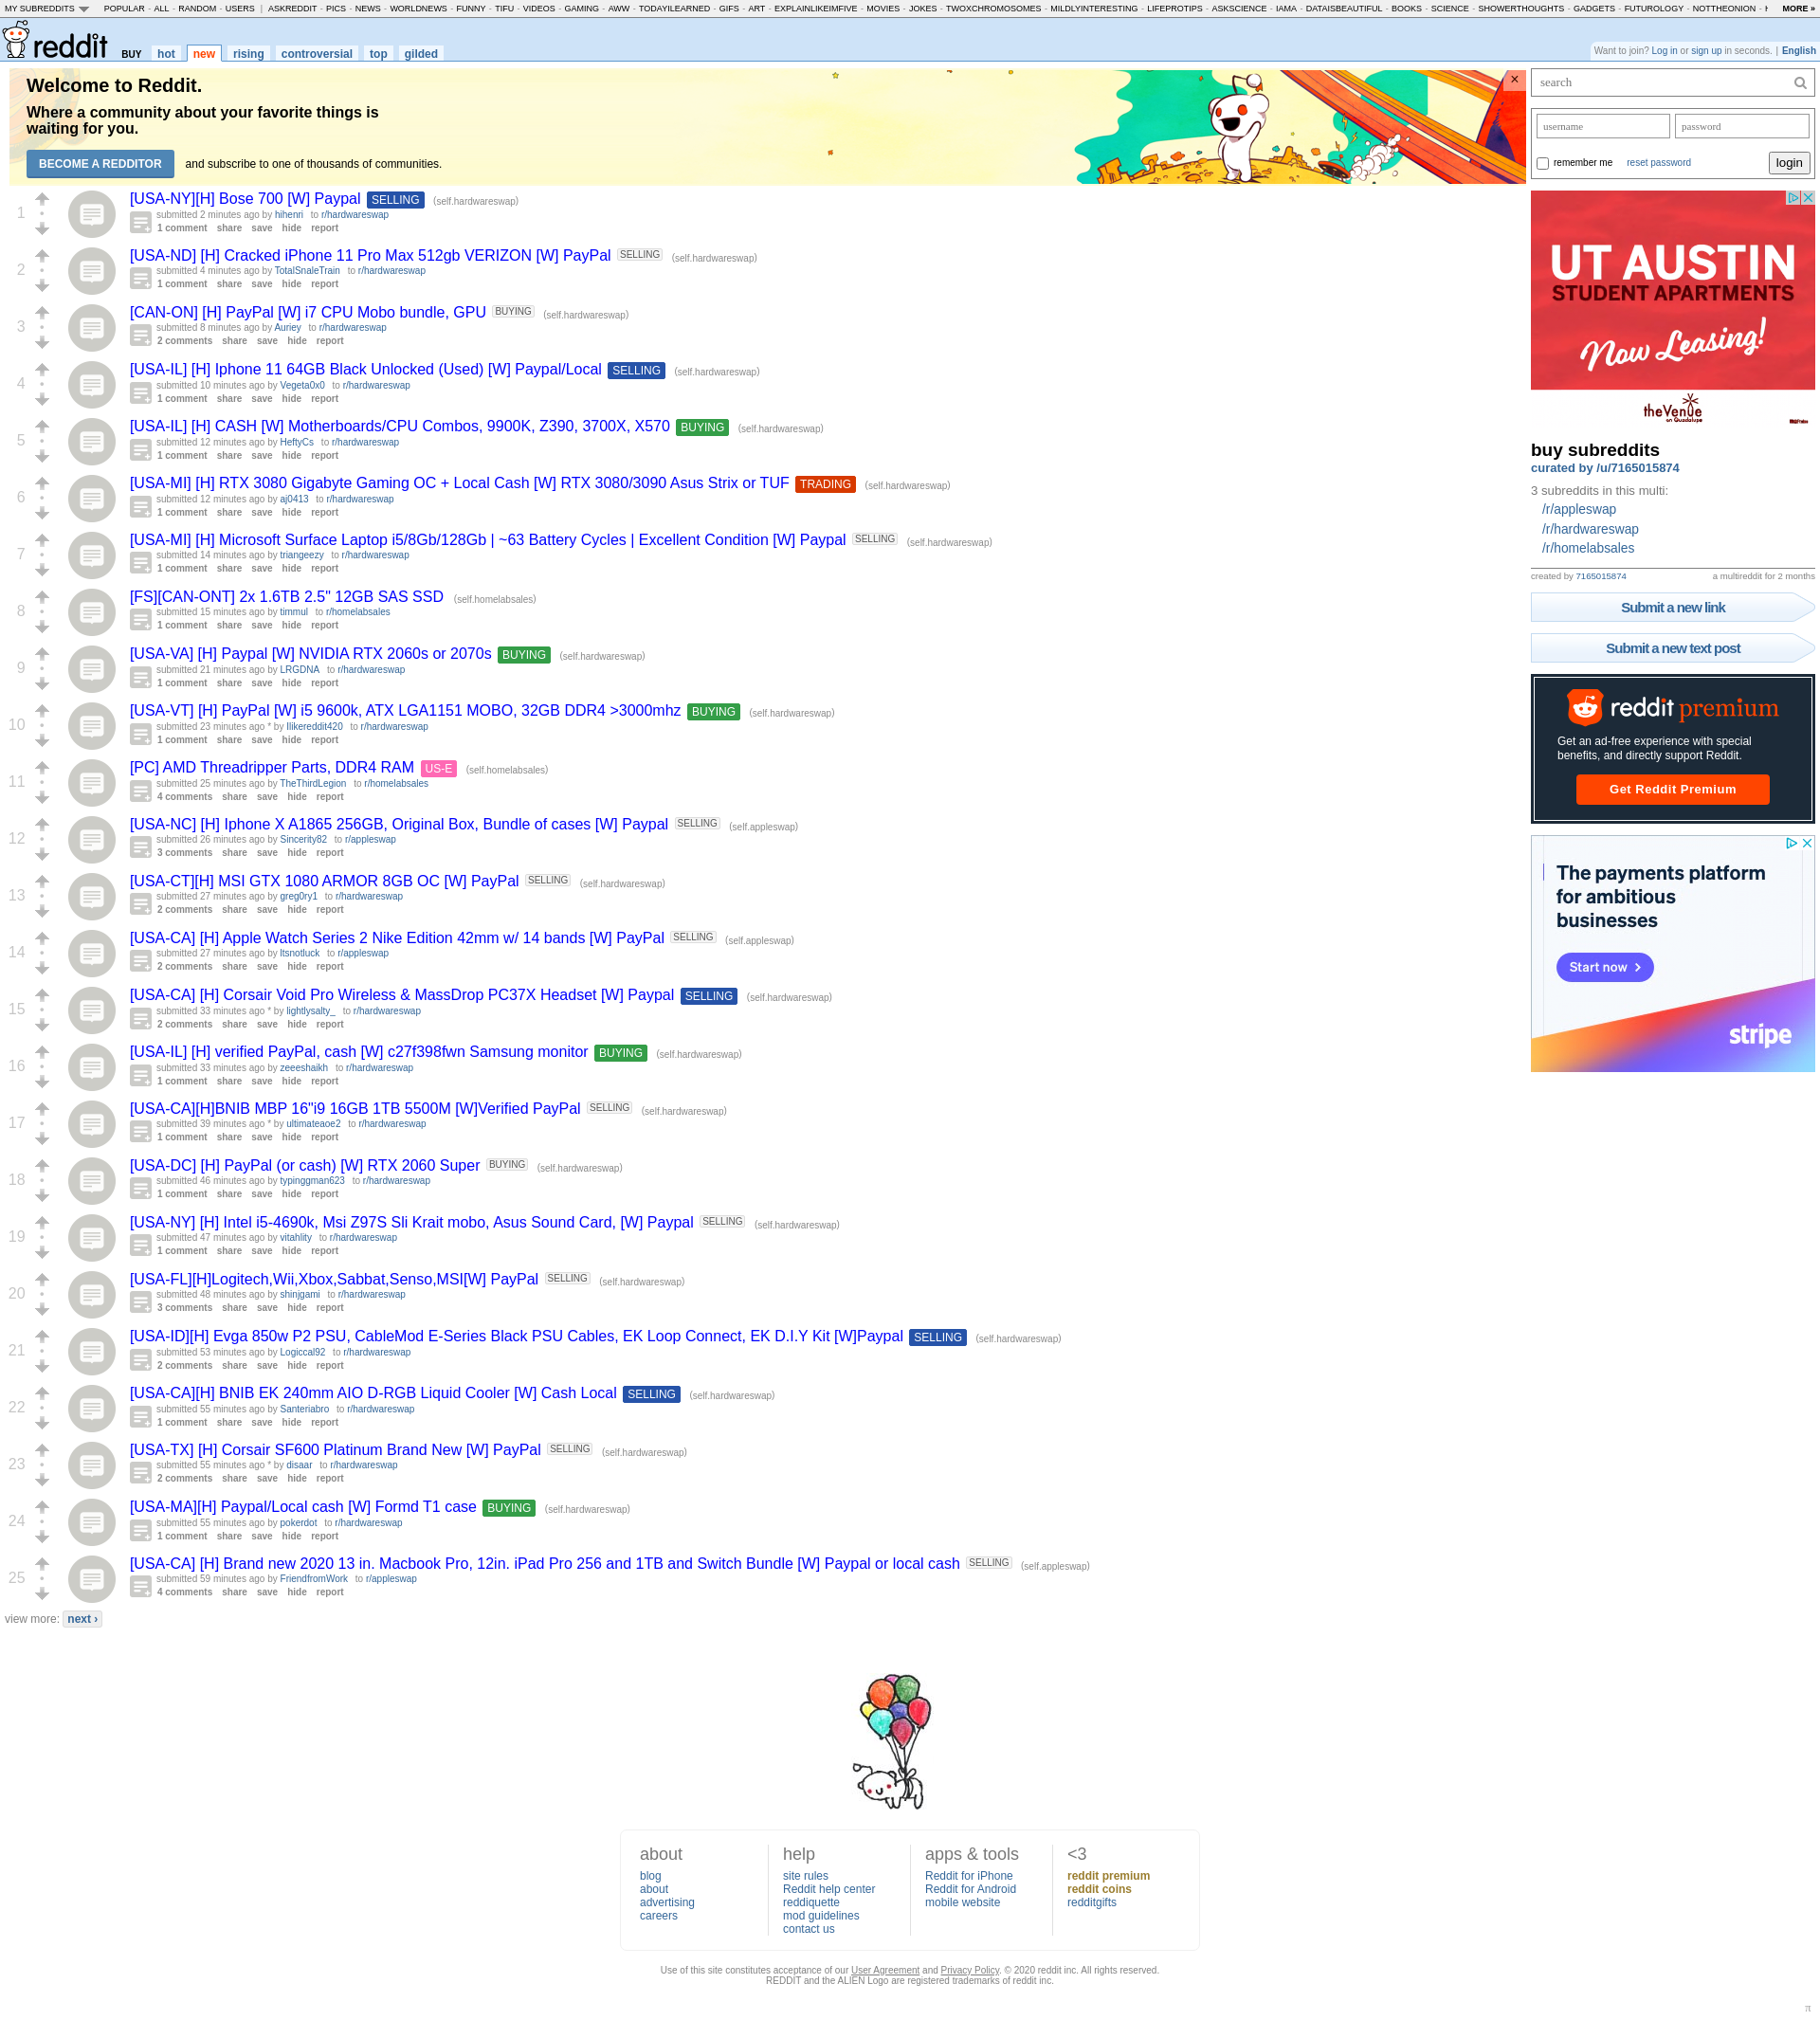 MY SUBREDDITS POPULAR - ALL - RANDOM - USERS | ASKREDDIT - PICS - NEWS - WORLDNEWS - FUNNY - TIFU - VIDEOS - GAMING - AWW - TODAYILEARNED - GIFS - ART - EXPLAINLIKEIMFIVE - MOVIES - JOKES - TWOXCHROMOSOMES - MILDLYINTERESTING - LIFEPROTIPS - ASKSCIENCE - IAMA - DATAISBEAUTIFUL - BOOKS - SCIENCE - SHOWERTHOUGHTS - GADGETS - FUTUROLOGY - NOTTHEONION - MORE »
reddit BUY hot new rising controversial top gilded
Want to join? Log in or sign up in seconds. | English
Welcome to Reddit.
Where a community about your favorite things is
waiting for you.
BECOME A REDDITOR and subscribe to one of thousands of communities.
×
1
[USA-NY][H] Bose 700 [W] Paypal SELLING (self.hardwareswap)
submitted 2 minutes ago by hihenri to r/hardwareswap
1 comment share save hide report
2
[USA-ND] [H] Cracked iPhone 11 Pro Max 512gb VERIZON [W] PayPal SELLING (self.hardwareswap)
submitted 4 minutes ago by TotalSnaleTrain to r/hardwareswap
1 comment share save hide report
3
[CAN-ON] [H] PayPal [W] i7 CPU Mobo bundle, GPU BUYING (self.hardwareswap)
submitted 8 minutes ago by Auriey to r/hardwareswap
2 comments share save hide report
4
[USA-IL] [H] Iphone 11 64GB Black Unlocked (Used) [W] Paypal/Local SELLING (self.hardwareswap)
submitted 10 minutes ago by Vegeta0x0 to r/hardwareswap
1 comment share save hide report
5
[USA-IL] [H] CASH [W] Motherboards/CPU Combos, 9900K, Z390, 3700X, X570 BUYING (self.hardwareswap)
submitted 12 minutes ago by HeftyCs to r/hardwareswap
1 comment share save hide report
6
[USA-MI] [H] RTX 3080 Gigabyte Gaming OC + Local Cash [W] RTX 3080/3090 Asus Strix or TUF TRADING (self.hardwareswap)
submitted 12 minutes ago by aj0413 to r/hardwareswap
1 comment share save hide report
7
[USA-MI] [H] Microsoft Surface Laptop i5/8Gb/128Gb | ~63 Battery Cycles | Excellent Condition [W] Paypal SELLING (self.hardwareswap)
submitted 14 minutes ago by triangeezy to r/hardwareswap
1 comment share save hide report
8
[FS][CAN-ONT] 2x 1.6TB 2.5" 12GB SAS SSD (self.homelabsales)
submitted 15 minutes ago by timmul to r/homelabsales
1 comment share save hide report
9
[USA-VA] [H] Paypal [W] NVIDIA RTX 2060s or 2070s BUYING (self.hardwareswap)
submitted 21 minutes ago by LRGDNA to r/hardwareswap
1 comment share save hide report
10
[USA-VT] [H] PayPal [W] i5 9600k, ATX LGA1151 MOBO, 32GB DDR4 >3000mhz BUYING (self.hardwareswap)
submitted 23 minutes ago * by Ilikereddit420 to r/hardwareswap
1 comment share save hide report
11
[PC] AMD Threadripper Parts, DDR4 RAM US-E (self.homelabsales)
submitted 25 minutes ago by TheThirdLegion to r/homelabsales
4 comments share save hide report
12
[USA-NC] [H] Iphone X A1865 256GB, Original Box, Bundle of cases [W] Paypal SELLING (self.appleswap)
submitted 26 minutes ago by Sincerity82 to r/appleswap
3 comments share save hide report
13
[USA-CT][H] MSI GTX 1080 ARMOR 8GB OC [W] PayPal SELLING (self.hardwareswap)
submitted 27 minutes ago by greg0ry1 to r/hardwareswap
2 comments share save hide report
14
[USA-CA] [H] Apple Watch Series 2 Nike Edition 42mm w/ 14 bands [W] PayPal SELLING (self.appleswap)
submitted 27 minutes ago by Itsnotluck to r/appleswap
2 comments share save hide report
15
[USA-CA] [H] Corsair Void Pro Wireless & MassDrop PC37X Headset [W] Paypal SELLING (self.hardwareswap)
submitted 33 minutes ago * by lightlysalty_ to r/hardwareswap
2 comments share save hide report
16
[USA-IL] [H] verified PayPal, cash [W] c27f398fwn Samsung monitor BUYING (self.hardwareswap)
submitted 33 minutes ago by zeeeshaikh to r/hardwareswap
1 comment share save hide report
17
[USA-CA][H]BNIB MBP 16"i9 16GB 1TB 5500M [W]Verified PayPal SELLING (self.hardwareswap)
submitted 39 minutes ago * by ultimateaoe2 to r/hardwareswap
1 comment share save hide report
18
[USA-DC] [H] PayPal (or cash) [W] RTX 2060 Super BUYING (self.hardwareswap)
submitted 46 minutes ago by typinggman623 to r/hardwareswap
1 comment share save hide report
19
[USA-NY] [H] Intel i5-4690k, Msi Z97S Sli Krait mobo, Asus Sound Card, [W] Paypal SELLING (self.hardwareswap)
submitted 47 minutes ago by vitahlity to r/hardwareswap
1 comment share save hide report
20
[USA-FL][H]Logitech,Wii,Xbox,Sabbat,Senso,MSI[W] PayPal SELLING (self.hardwareswap)
submitted 48 minutes ago by shinjgami to r/hardwareswap
3 comments share save hide report
21
[USA-ID][H] Evga 850w P2 PSU, CableMod E-Series Black PSU Cables, EK Loop Connect, EK D.I.Y Kit [W]Paypal SELLING (self.hardwareswap)
submitted 53 minutes ago by Logiccal92 to r/hardwareswap
2 comments share save hide report
22
[USA-CA][H] BNIB EK 240mm AIO D-RGB Liquid Cooler [W] Cash Local SELLING (self.hardwareswap)
submitted 55 minutes ago by Santeriabro to r/hardwareswap
1 comment share save hide report
23
[USA-TX] [H] Corsair SF600 Platinum Brand New [W] PayPal SELLING (self.hardwareswap)
submitted 55 minutes ago * by disaar to r/hardwareswap
2 comments share save hide report
24
[USA-MA][H] Paypal/Local cash [W] Formd T1 case BUYING (self.hardwareswap)
submitted 55 minutes ago by pokerdot to r/hardwareswap
1 comment share save hide report
25
[USA-CA] [H] Brand new 2020 13 in. Macbook Pro, 12in. iPad Pro 256 and 1TB and Switch Bundle [W] Paypal or local cash SELLING (self.appleswap)
submitted 59 minutes ago by FriendfromWork to r/appleswap
4 comments share save hide report
view more: next ›
search
username password
remember me reset password login
UT AUSTIN
STUDENT APARTMENTS
Now Leasing!
the Venue
on Guadalupe
buy subreddits
curated by /u/7165015874
3 subreddits in this multi:
/r/appleswap
/r/hardwareswap
/r/homelabsales
created by 7165015874 a multireddit for 2 months
Submit a new link
Submit a new text post
reddit premium
Get an ad-free experience with special
benefits, and directly support Reddit.
Get Reddit Premium
The payments platform
for ambitious
businesses
Start now
stripe
about
blog
about
advertising
careers
help
site rules
Reddit help center
reddiquette
mod guidelines
contact us
apps & tools
Reddit for iPhone
Reddit for Android
mobile website
<3
reddit premium
reddit coins
redditgifts
Use of this site constitutes acceptance of our User Agreement and Privacy Policy. © 2020 reddit inc. All rights reserved.
REDDIT and the ALIEN Logo are registered trademarks of reddit inc.
π